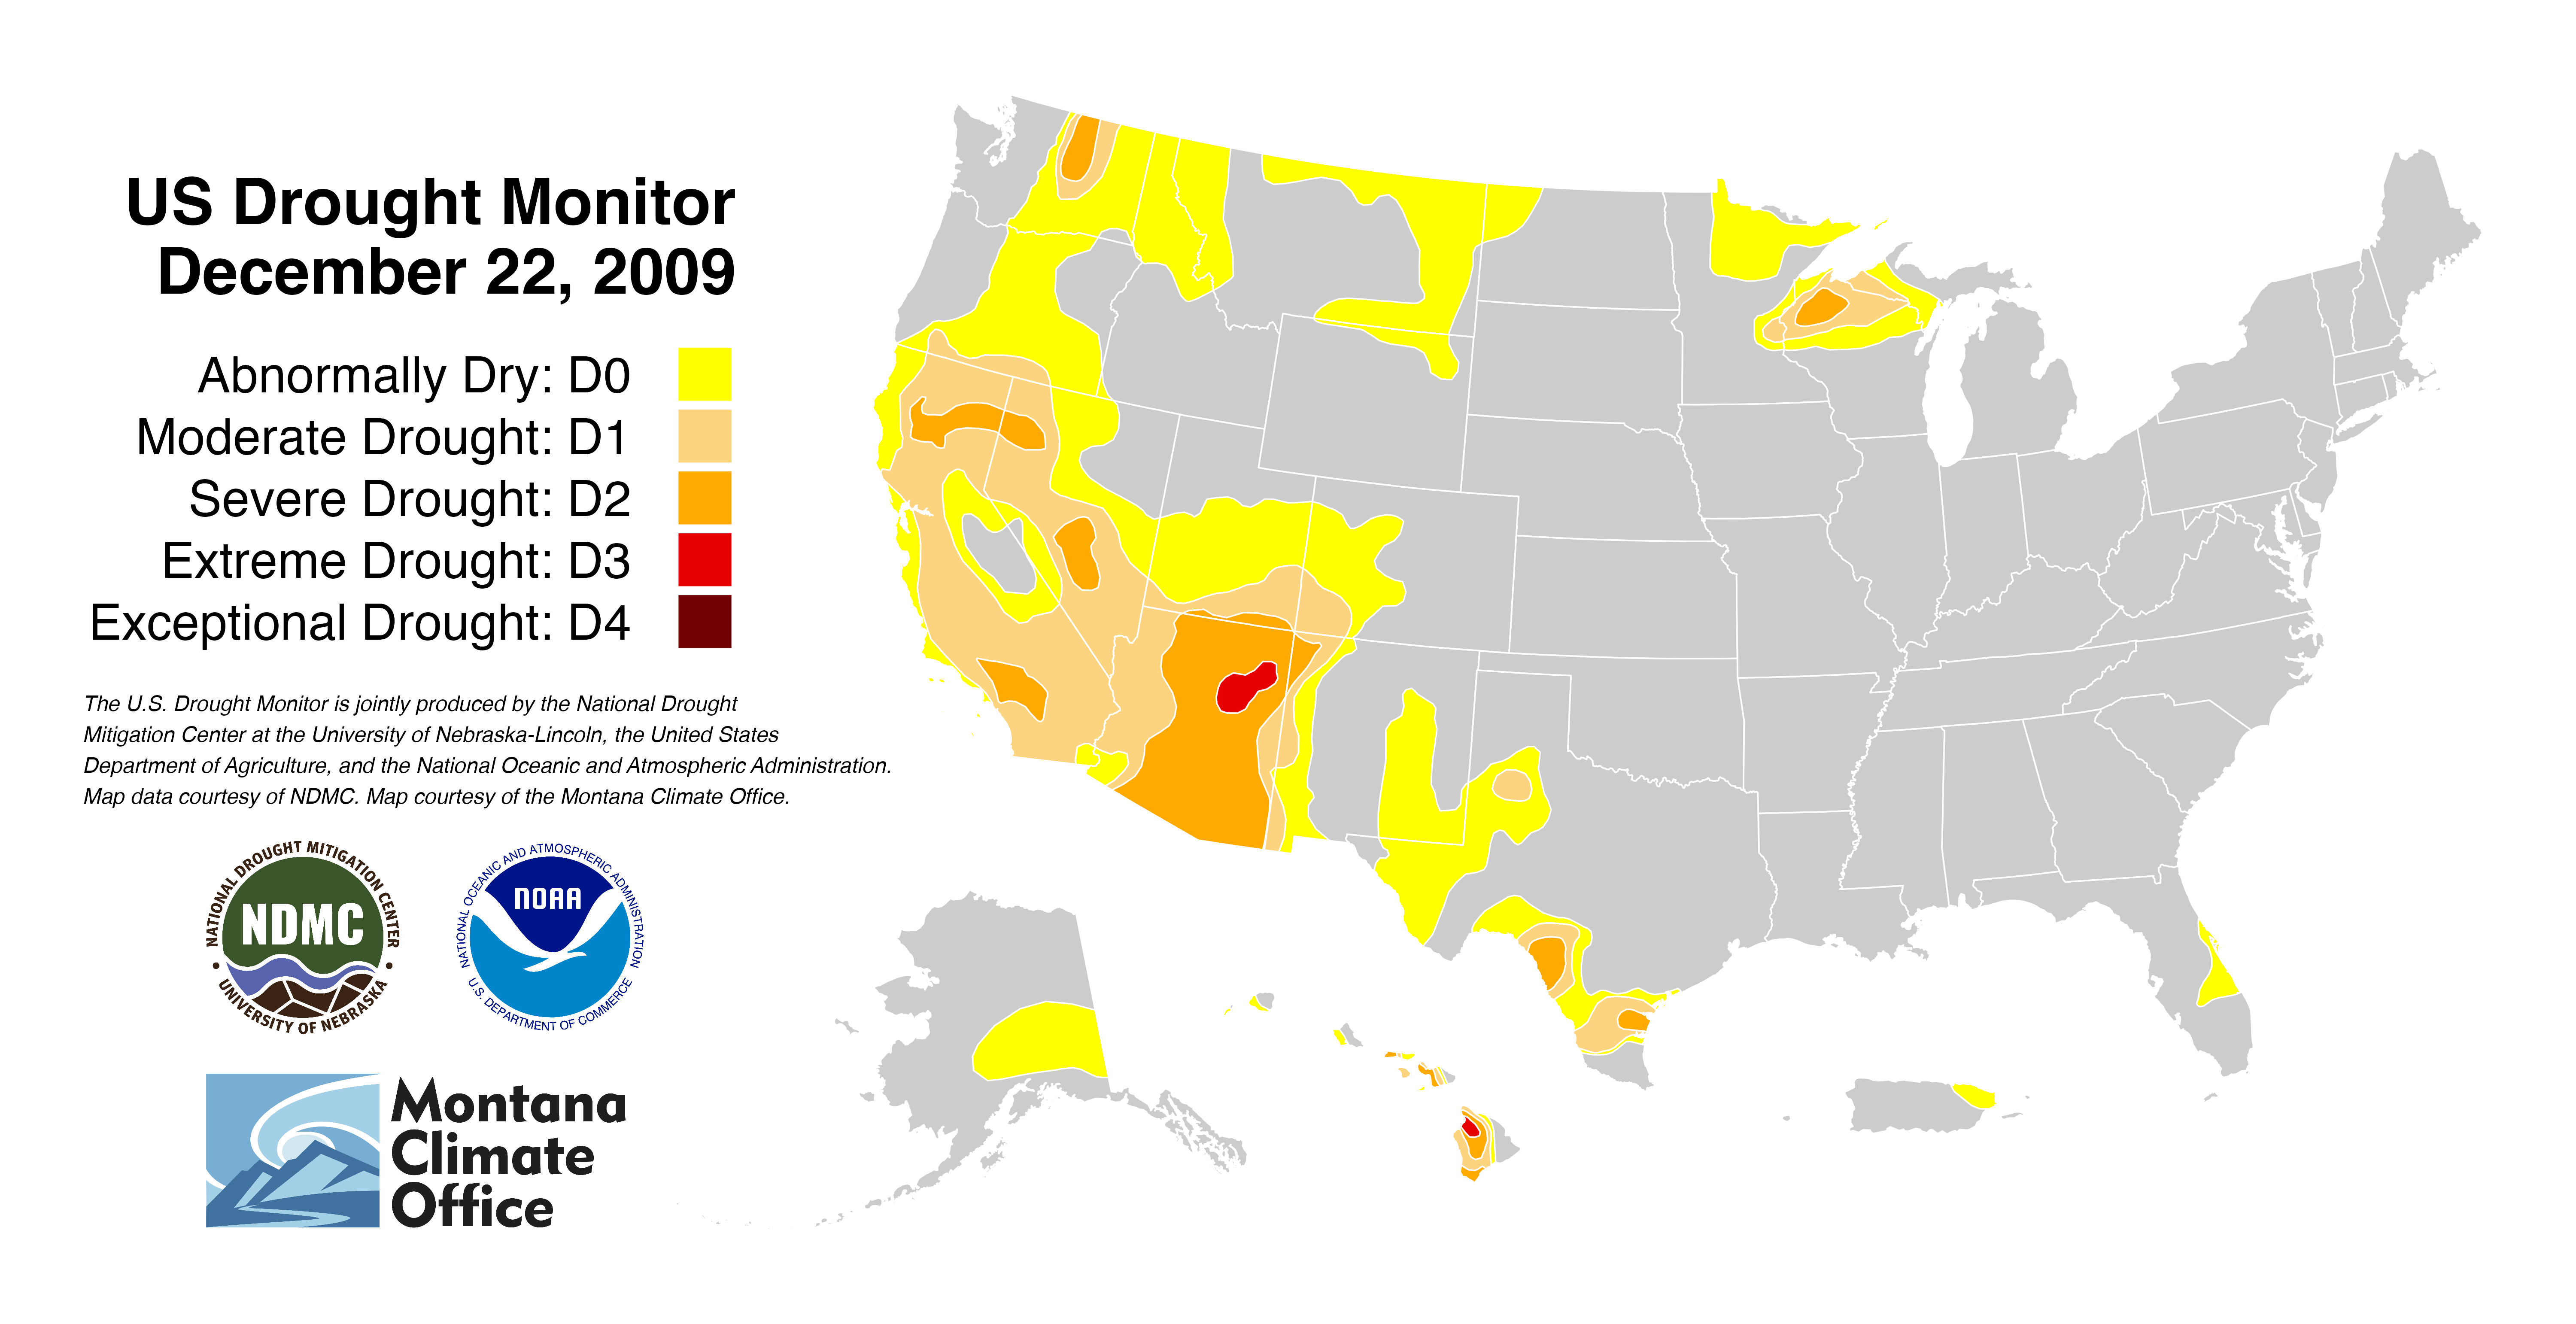 US Drought Monitor
December 22, 2009
Abnormally Dry: D0
Moderate Drought: D1
Severe Drought: D2
Extreme Drought: D3
Exceptional Drought: D4
The U.S. Drought Monitor is jointly produced by the National Drought
Mitigation Center at the University of Nebraska-Lincoln, the United States
Department of Agriculture, and the National Oceanic and Atmospheric Administration.
Map data courtesy of NDMC. Map courtesy of the Montana Climate Office.
NATIONAL DROUGHT MITIGATION CENTER
NDMC
• UNIVERSITY OF NEBRASKA •
NATIONAL OCEANIC AND ATMOSPHERIC ADMINISTRATION
NOAA
U.S. DEPARTMENT OF COMMERCE
Montana
Climate
Office